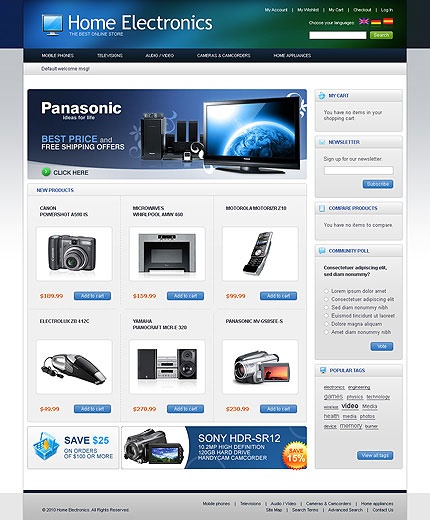 Home Electronics
THE BEST ONLINE STORE
My Account | My Wishlist | My Cart | Checkout | Log In
Choose your languages:
Search
MOBILE PHONES TELEVISIONS AUDIO / VIDEO CAMERAS & CAMCORDERS HOME APPLIANCES
Default welcome msg!
Panasonic
ideas for life
BEST PRICE and
FREE SHIPPING OFFERS
CLICK HERE
MY CART
You have no items in your
shopping cart.
NEWSLETTER
Sign up for our newsletter:
Subscribe
COMPARE PRODUCTS
You have no items to compare.
COMMUNITY POLL
Consectetuer adipiscing elit,
sed diam nonummy?
Lorem ipsum dolor amet
Consectetuer adipiscing
Sed diam nonummy nibh
Euismod tincidunt ut laoreet
Dolore magna aliquam
Amet diam nonummy nibh
Vote
POPULAR TAGS
electronics engineering
games physics technology
wireless video Media
health media photos
device memory burner
View all tags
NEW PRODUCTS
CANON
POWERSHOT A590 IS
$189.99 Add to cart
MICROWAVES
WHIRLPOOL AMW 460
$159.99 Add to cart
MOTOROLA MOTORIZR Z10
$99.99 Add to cart
ELECTROLUX ZB 412C
$49.99 Add to cart
YAMAHA
PIANOCRAFT MCR-E 320
$270.99 Add to cart
PANASONIC NV-GS85EE-S
$230.99 Add to cart
SAVE $25
ON ORDERS
OF $100 OR MORE
SONY HDR-SR12
10.2MP HIGH DEFINITION
120GB HARD DRIVE
HANDYCAM CAMCORDER
SAVE
15%
Mobile phones | Televisions | Audio / Video | Cameras & Camcorders | Home appliances
© 2010 Home Electronics. All Rights Reserved.
Site Map | Search Terms | Advanced Search | Contact Us